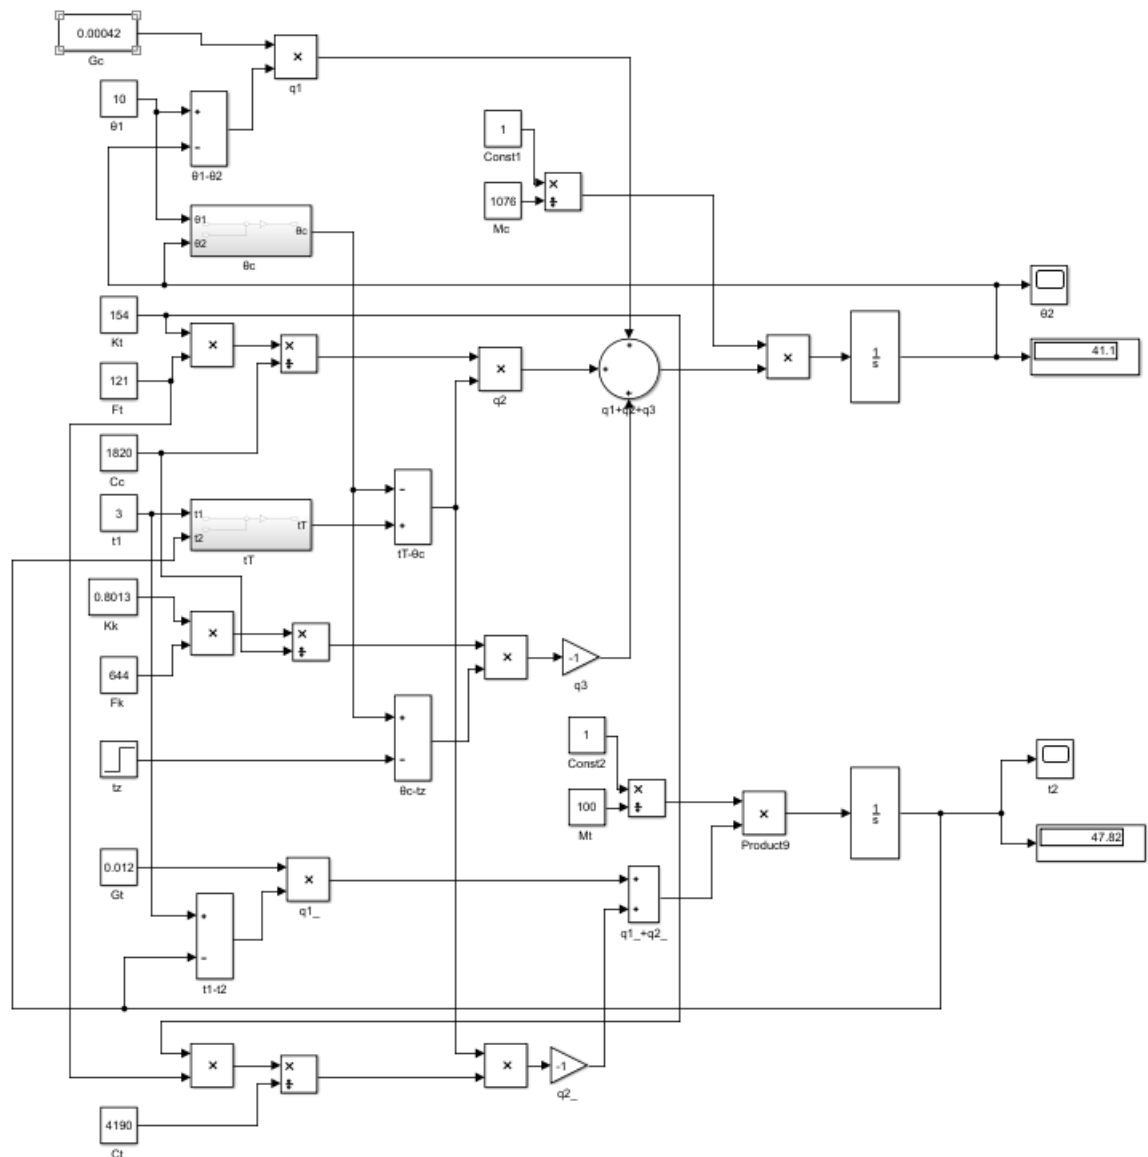 0.00042
Gc
×
q1
10
θ1
+
−
θ1-θ2
1
Const1
×
÷
1076
Mc
θ1
θ2
θc
θc
θ2
154
Kt
×
×
÷
121
Ft
×
q2
+
+
+
q1+q2+q3
×
1
s
41.1
1820
Cc
3
t1
t1
t2
tT
tT
−
+
tT-θc
0.8013
Kk
×
×
÷
644
Fk
×
-1
q3
+
−
θc-tz
tz
1
Const2
×
÷
100
Mt
×
Product9
1
s
t2
47.82
0.012
Gt
×
q1_
+
−
t1-t2
+
+
q1_+q2_
×
×
÷
×
-1
q2_
4190
Ct